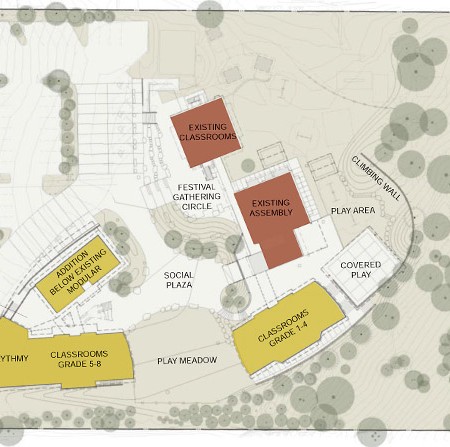 EXISTING
CLASSROOMS
CLIMBING WALL
FESTIVAL
GATHERING
CIRCLE
EXISTING
ASSEMBLY
PLAY AREA
ADDITION
BELOW EXISTING
MODULAR
SOCIAL
PLAZA
COVERED
PLAY
CLASSROOMS
GRADE 1-4
YTHMY
CLASSROOMS
GRADE 5-8
PLAY MEADOW